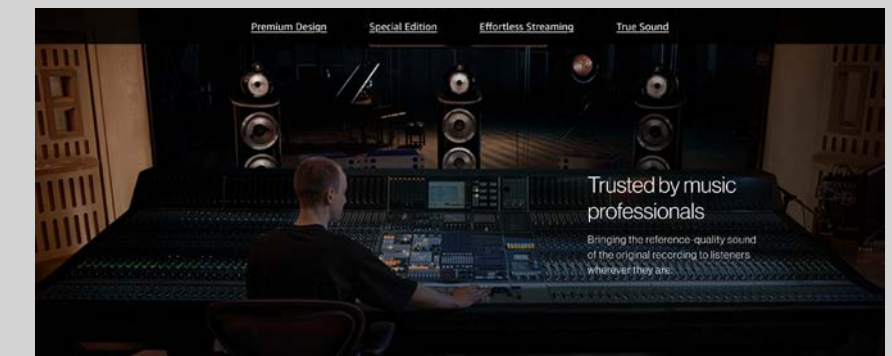 Premium Design
Special Edition
Effortless Streaming
True Sound
Trusted by music
professionals
Bringing the reference-quality sound
of the original recording to listeners
wherever they are.